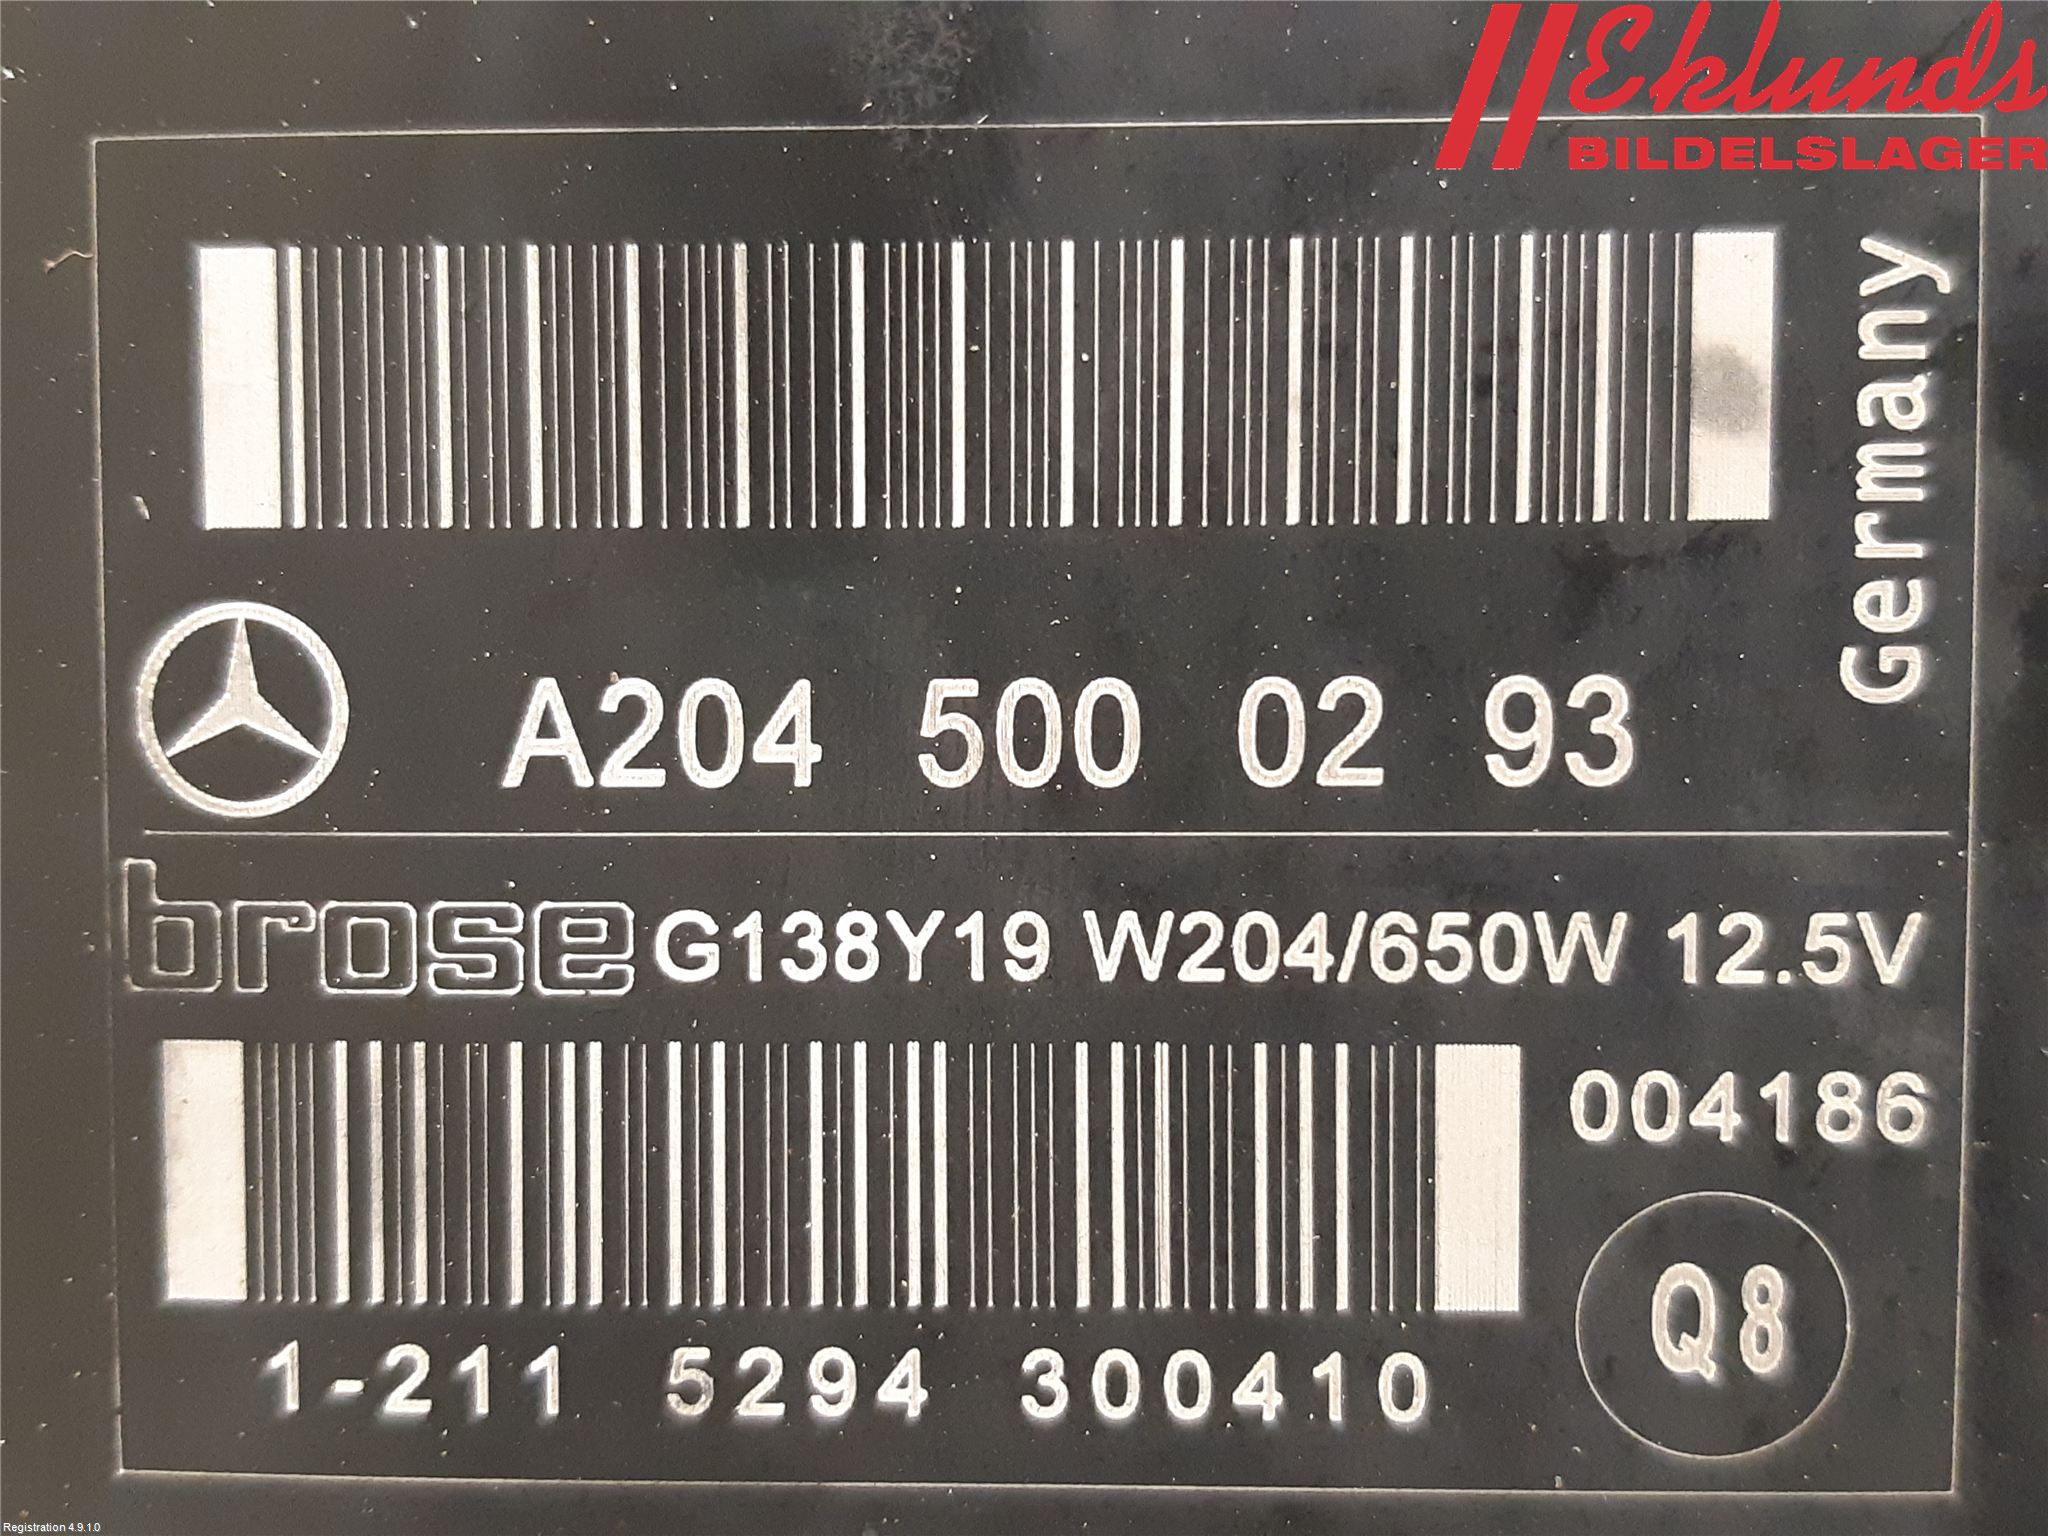 Eklunds
BILDELSLAGER
Germany
A204 500 02 93
brose G138Y19 W204/650W 12.5V
004186
Q8
1-211 5294 300410
Registration 4.9.1.0